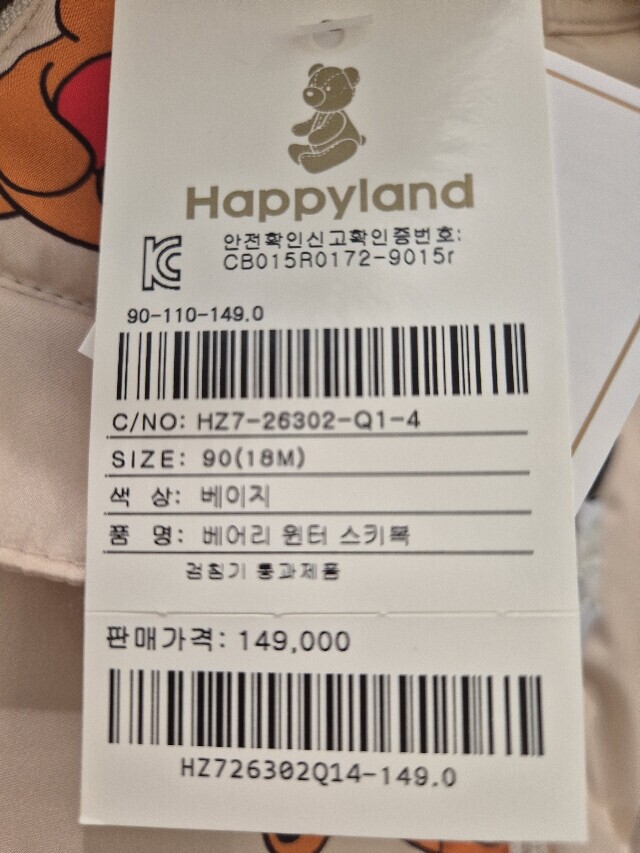 Happyland
안전확인신고확인증번호:
CB015R0172-9015r
90-110-149.0
C/NO: HZ7-26302-Q1-4
SIZE: 90(18M)
색 상: 베이지
품 명: 베어리 윈터 스키복
검침기 통과제품
판매가격: 149,000
HZ726302Q14-149.0